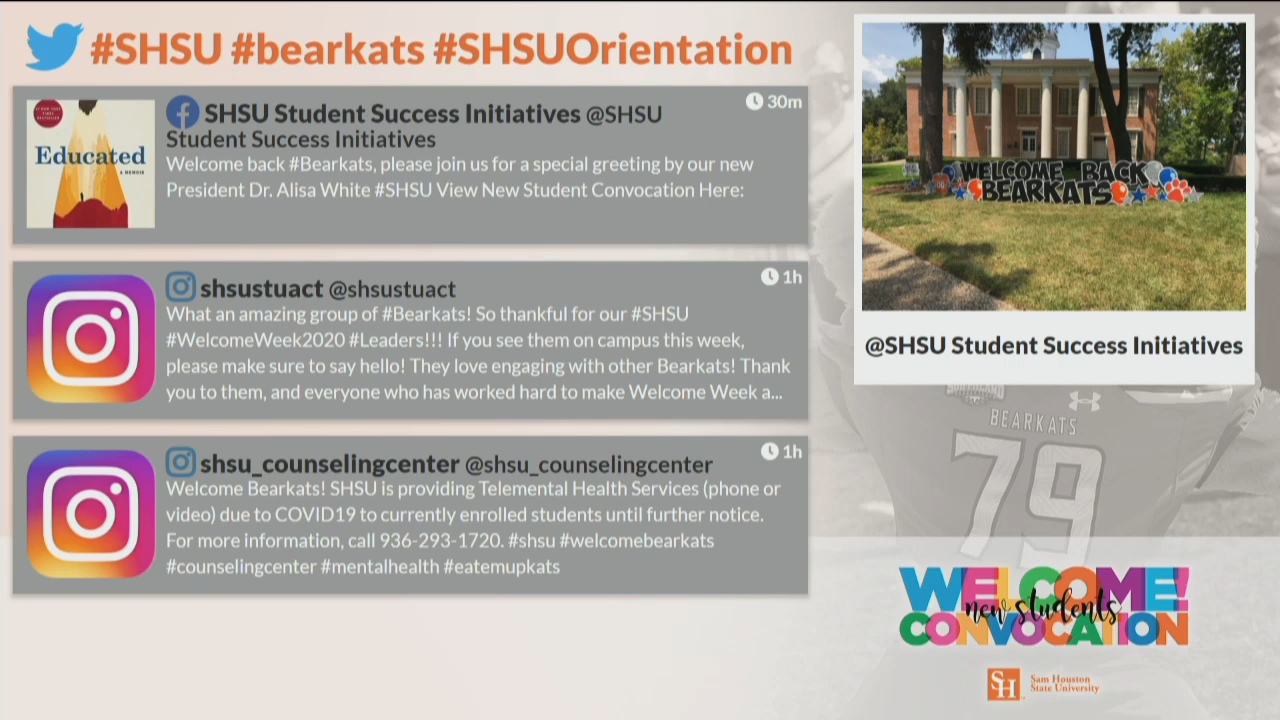 #SHSU #bearkats #SHSUOrientation
Educated
A MEMOIR
SHSU Student Success Initiatives @SHSU
30m
Student Success Initiatives
Welcome back #Bearkats, please join us for a special greeting by our new
President Dr. Alisa White #SHSU View New Student Convocation Here:
shsustuact @shsustuact
1h
What an amazing group of #Bearkats! So thankful for our #SHSU
#WelcomeWeek2020 #Leaders!!! If you see them on campus this week,
please make sure to say hello! They love engaging with other Bearkats! Thank
you to them, and everyone who has worked hard to make Welcome Week a...
shsu_counselingcenter @shsu_counselingcenter
1h
Welcome Bearkats! SHSU is providing Telemental Health Services (phone or
video) due to COVID19 to currently enrolled students until further notice.
For more information, call 936-293-1720. #shsu #welcomebearkats
#counselingcenter #mentalhealth #eatemupkats
WELCOME BACK
BEARKATS
@SHSU Student Success Initiatives
SOUTHLAND
BEARKATS
79
WELCOME!
new students
CONVOCATION
SH
Sam Houston
State University